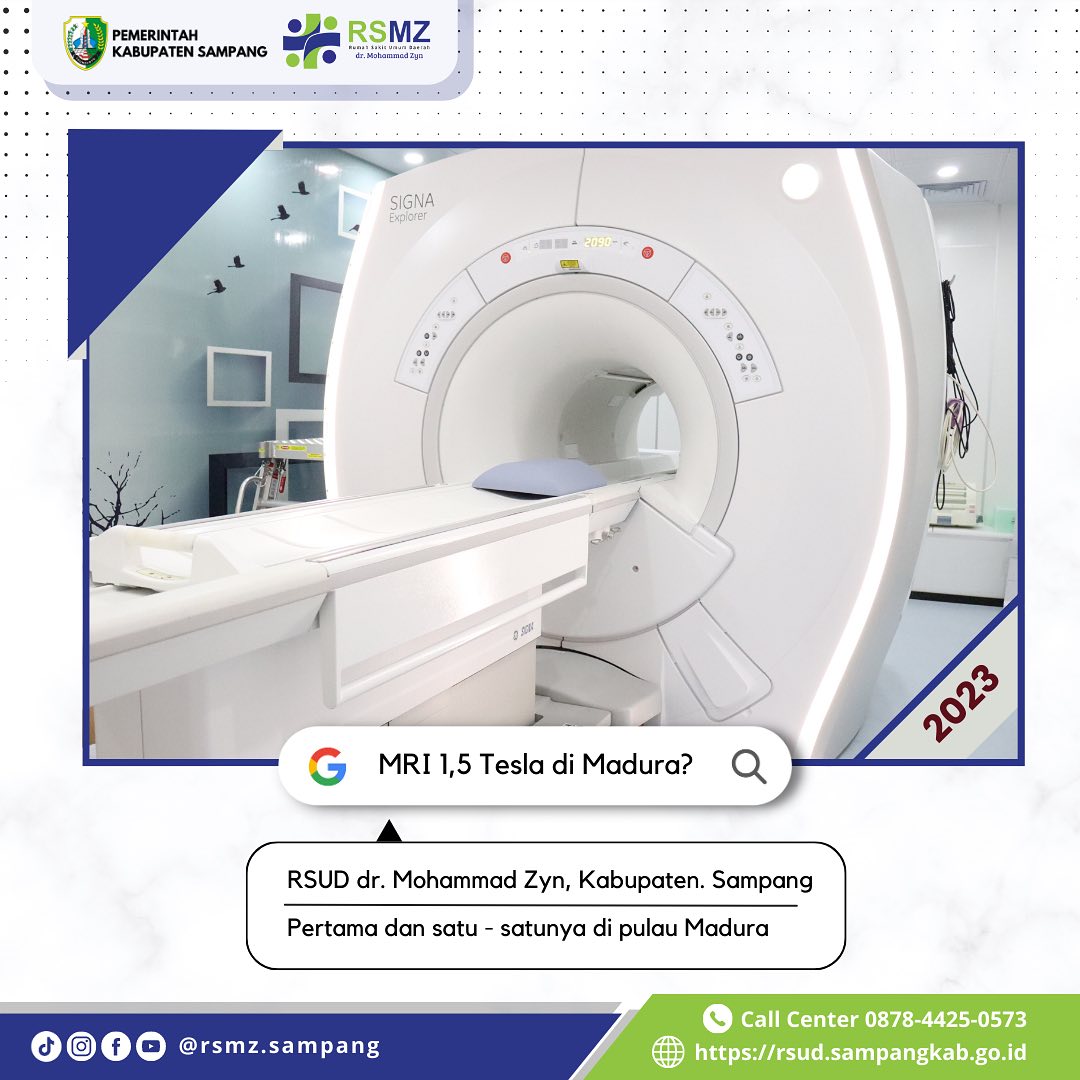 PEMERINTAH
KABUPATEN SAMPANG
RSMZ
Rumah Sakit Umum Daerah
dr. Mohammad Zyn
SIGNA
Explorer
2090
SIGNA
2023
MRI 1,5 Tesla di Madura?
RSUD dr. Mohammad Zyn, Kabupaten. Sampang
Pertama dan satu - satunya di pulau Madura
@rsmz.sampang
Call Center 0878-4425-0573
https://rsud.sampangkab.go.id